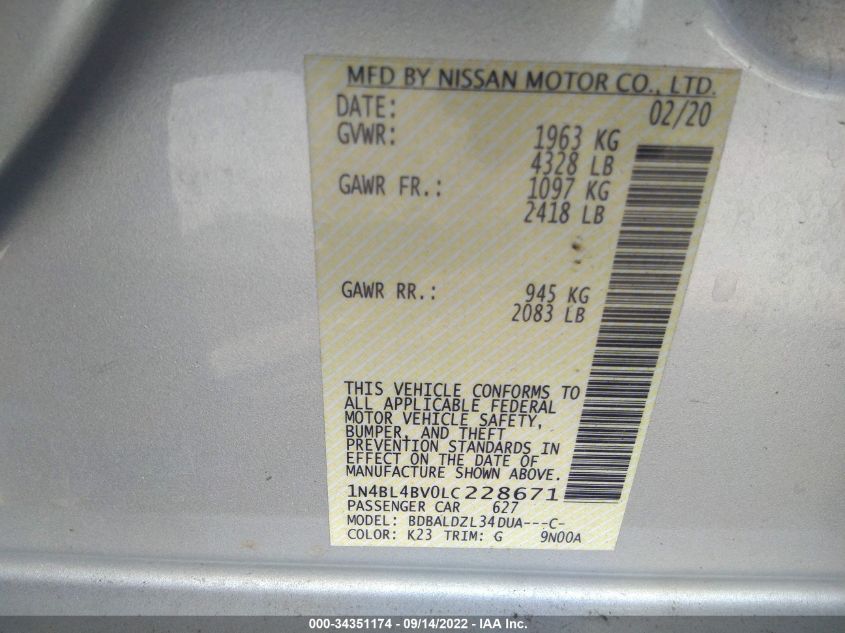 MFD BY NISSAN MOTOR CO., LTD.
DATE: 02/20
GVWR: 1963 KG
4328 LB
GAWR FR.: 1097 KG
2418 LB
GAWR RR.: 945 KG
2083 LB
THIS VEHICLE CONFORMS TO
ALL APPLICABLE FEDERAL
MOTOR VEHICLE SAFETY,
BUMPER, AND THEFT
PREVENTION STANDARDS IN
EFFECT ON THE DATE OF
MANUFACTURE SHOWN ABOVE.
1N4BL4BV0LC228671
PASSENGER CAR 627
MODEL: BDBALDZL34DUA---C-
COLOR: K23 TRIM: G 9N00A
000-34351174 - 09/14/2022 - IAA Inc.